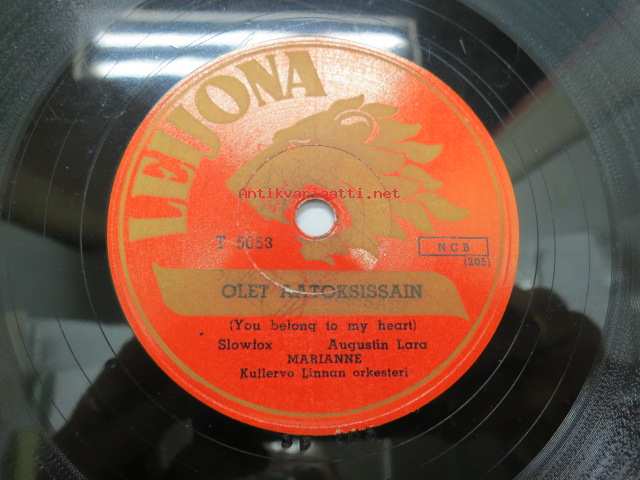 LEIJONA
Antikvariaatti.net
T 5053
NCB
(205)
OLET AATOKSISSAIN
(You belong to my heart)
Slowfox Augustin Lara
MARIANNE
Kullervo Linnan orkesteri